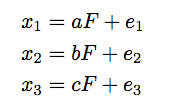 x₁ = aF + e₁
x₂ = bF + e₂
x₃ = cF + e₃